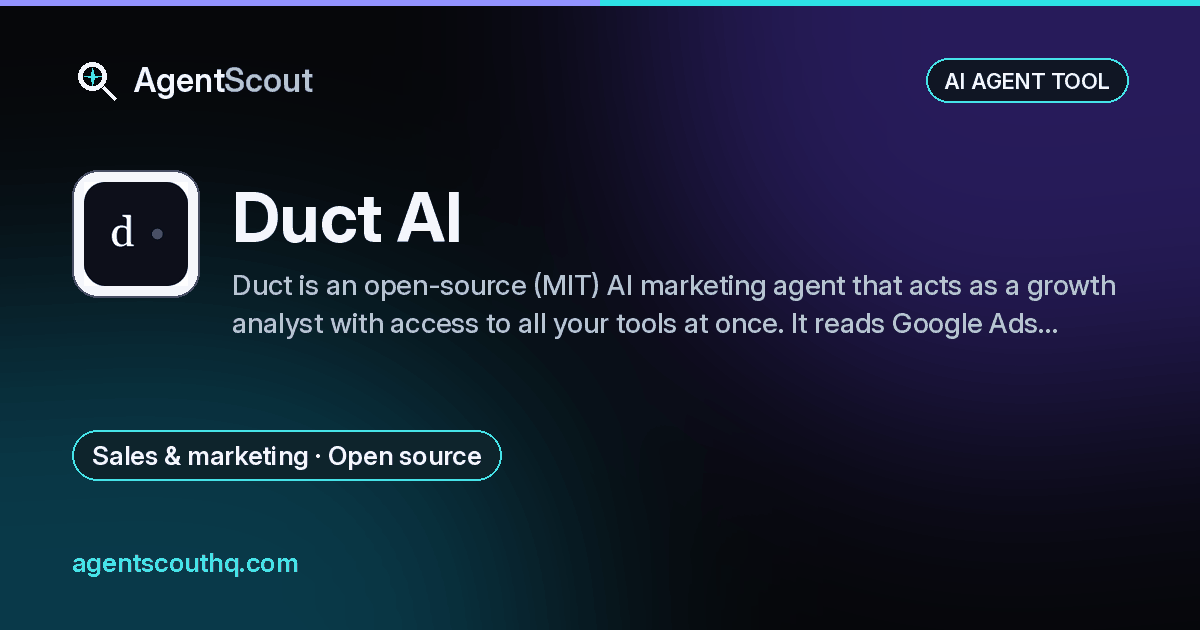 AgentScout
AI AGENT TOOL
d
Duct AI
Duct is an open-source (MIT) AI marketing agent that acts as a growth
analyst with access to all your tools at once. It reads Google Ads...
Sales & marketing · Open source
agentscouthq.com